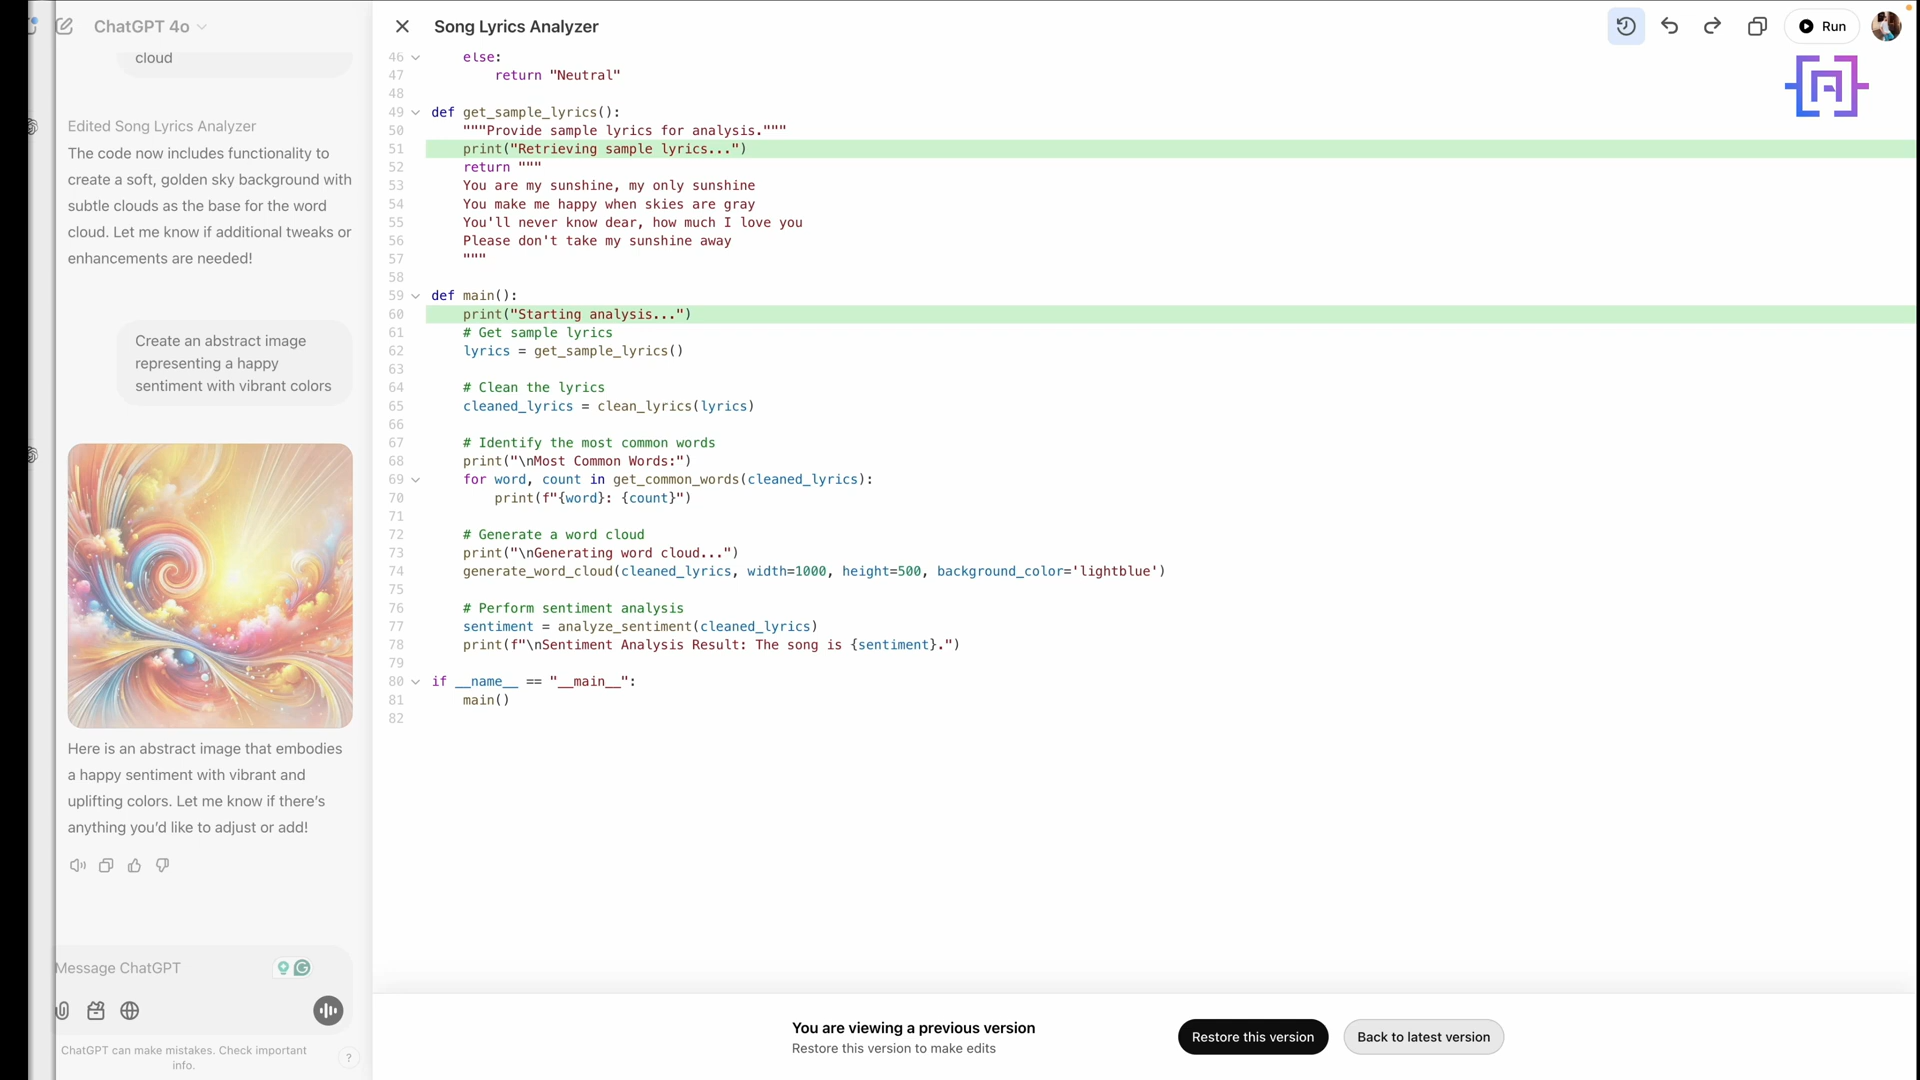 ChatGPT 4o
cloud
Edited Song Lyrics Analyzer
The code now includes functionality to
create a soft, golden sky background with
subtle clouds as the base for the word
cloud. Let me know if additional tweaks or
enhancements are needed!
Create an abstract image
representing a happy
sentiment with vibrant colors
Here is an abstract image that embodies
a happy sentiment with vibrant and
uplifting colors. Let me know if there's
anything you'd like to adjust or add!
Message ChatGPT
ChatGPT can make mistakes. Check important
info.
?
Song Lyrics Analyzer
Run
46 else:
47 return "Neutral"
48
49 def get_sample_lyrics():
50 """Provide sample lyrics for analysis."""
51 print("Retrieving sample lyrics...")
52 return """
53 You are my sunshine, my only sunshine
54 You make me happy when skies are gray
55 You'll never know dear, how much I love you
56 Please don't take my sunshine away
57 """
58
59 def main():
60 print("Starting analysis...")
61 # Get sample lyrics
62 lyrics = get_sample_lyrics()
63
64 # Clean the lyrics
65 cleaned_lyrics = clean_lyrics(lyrics)
66
67 # Identify the most common words
68 print("\nMost Common Words:")
69 for word, count in get_common_words(cleaned_lyrics):
70 print(f"{word}: {count}")
71
72 # Generate a word cloud
73 print("\nGenerating word cloud...")
74 generate_word_cloud(cleaned_lyrics, width=1000, height=500, background_color='lightblue')
75
76 # Perform sentiment analysis
77 sentiment = analyze_sentiment(cleaned_lyrics)
78 print(f"\nSentiment Analysis Result: The song is {sentiment}.")
79
80 if __name__ == "__main__":
81 main()
82
You are viewing a previous version
Restore this version to make edits
Restore this version
Back to latest version